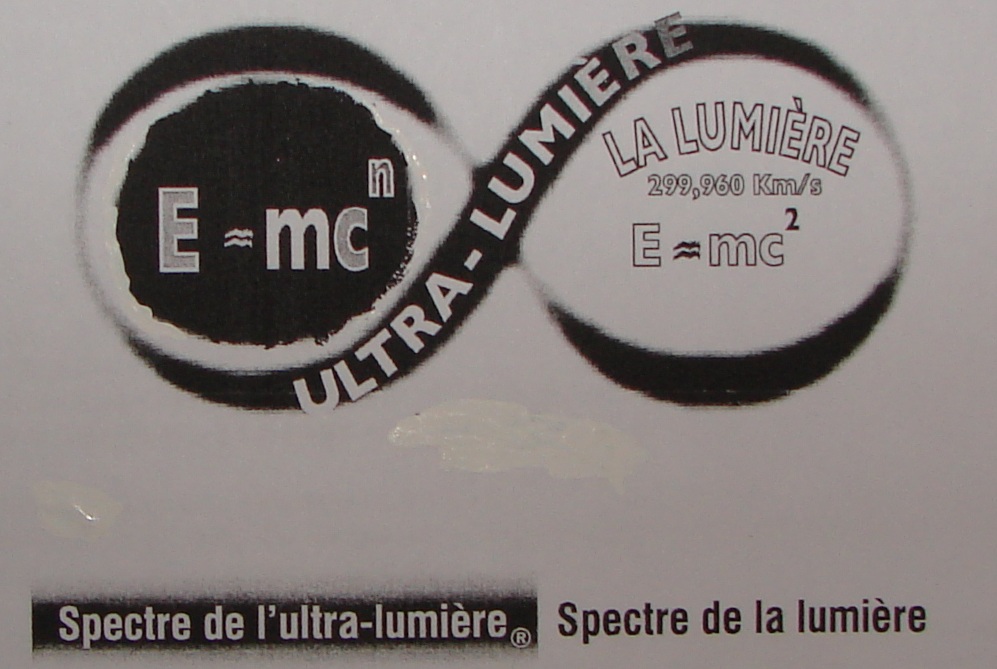 ULTRA-LUMIÈRE
E ≈ mcⁿ
LA LUMIÈRE
299,960 Km/s
E ≈ mc²
Spectre de l'ultra-lumière®
Spectre de la lumière